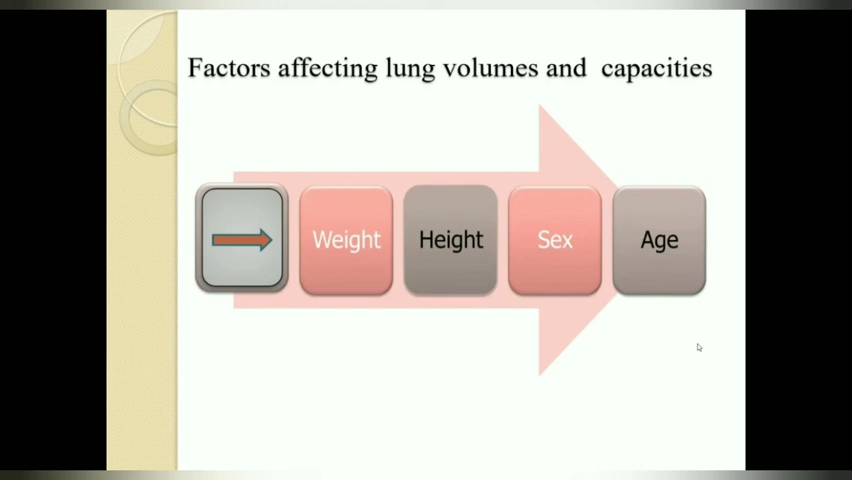 Factors affecting lung volumes and capacities
Weight Height Sex Age